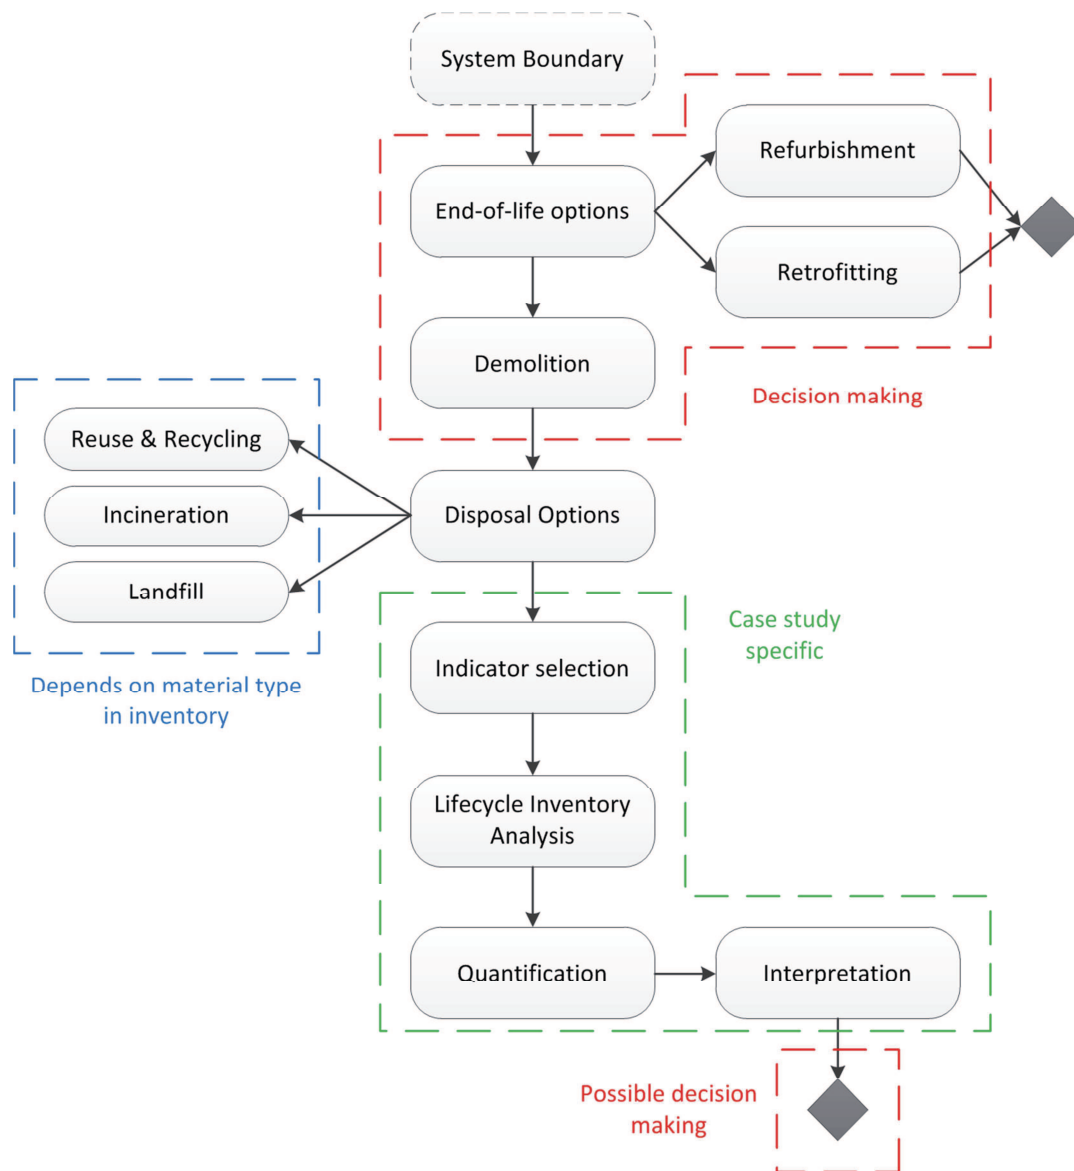 System Boundary
Refurbishment
End-of-life options
Retrofitting
Demolition
Decision making
Reuse & Recycling
Incineration
Disposal Options
Landfill
Case study
specific
Indicator selection
Depends on material type
in inventory
Lifecycle Inventory
Analysis
Quantification
Interpretation
Possible decision
making